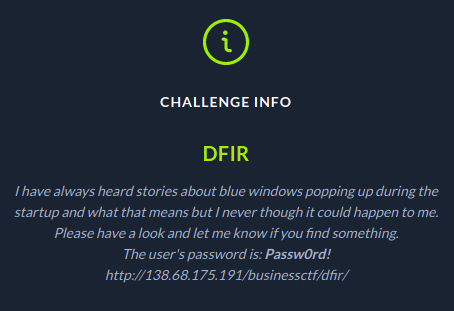 CHALLENGE INFO
DFIR
I have always heard stories about blue windows popping up during the
startup and what that means but I never though it could happen to me.
Please have a look and let me know if you find something.
The user's password is: Passw0rd!
http://138.68.175.191/businessctf/dfir/